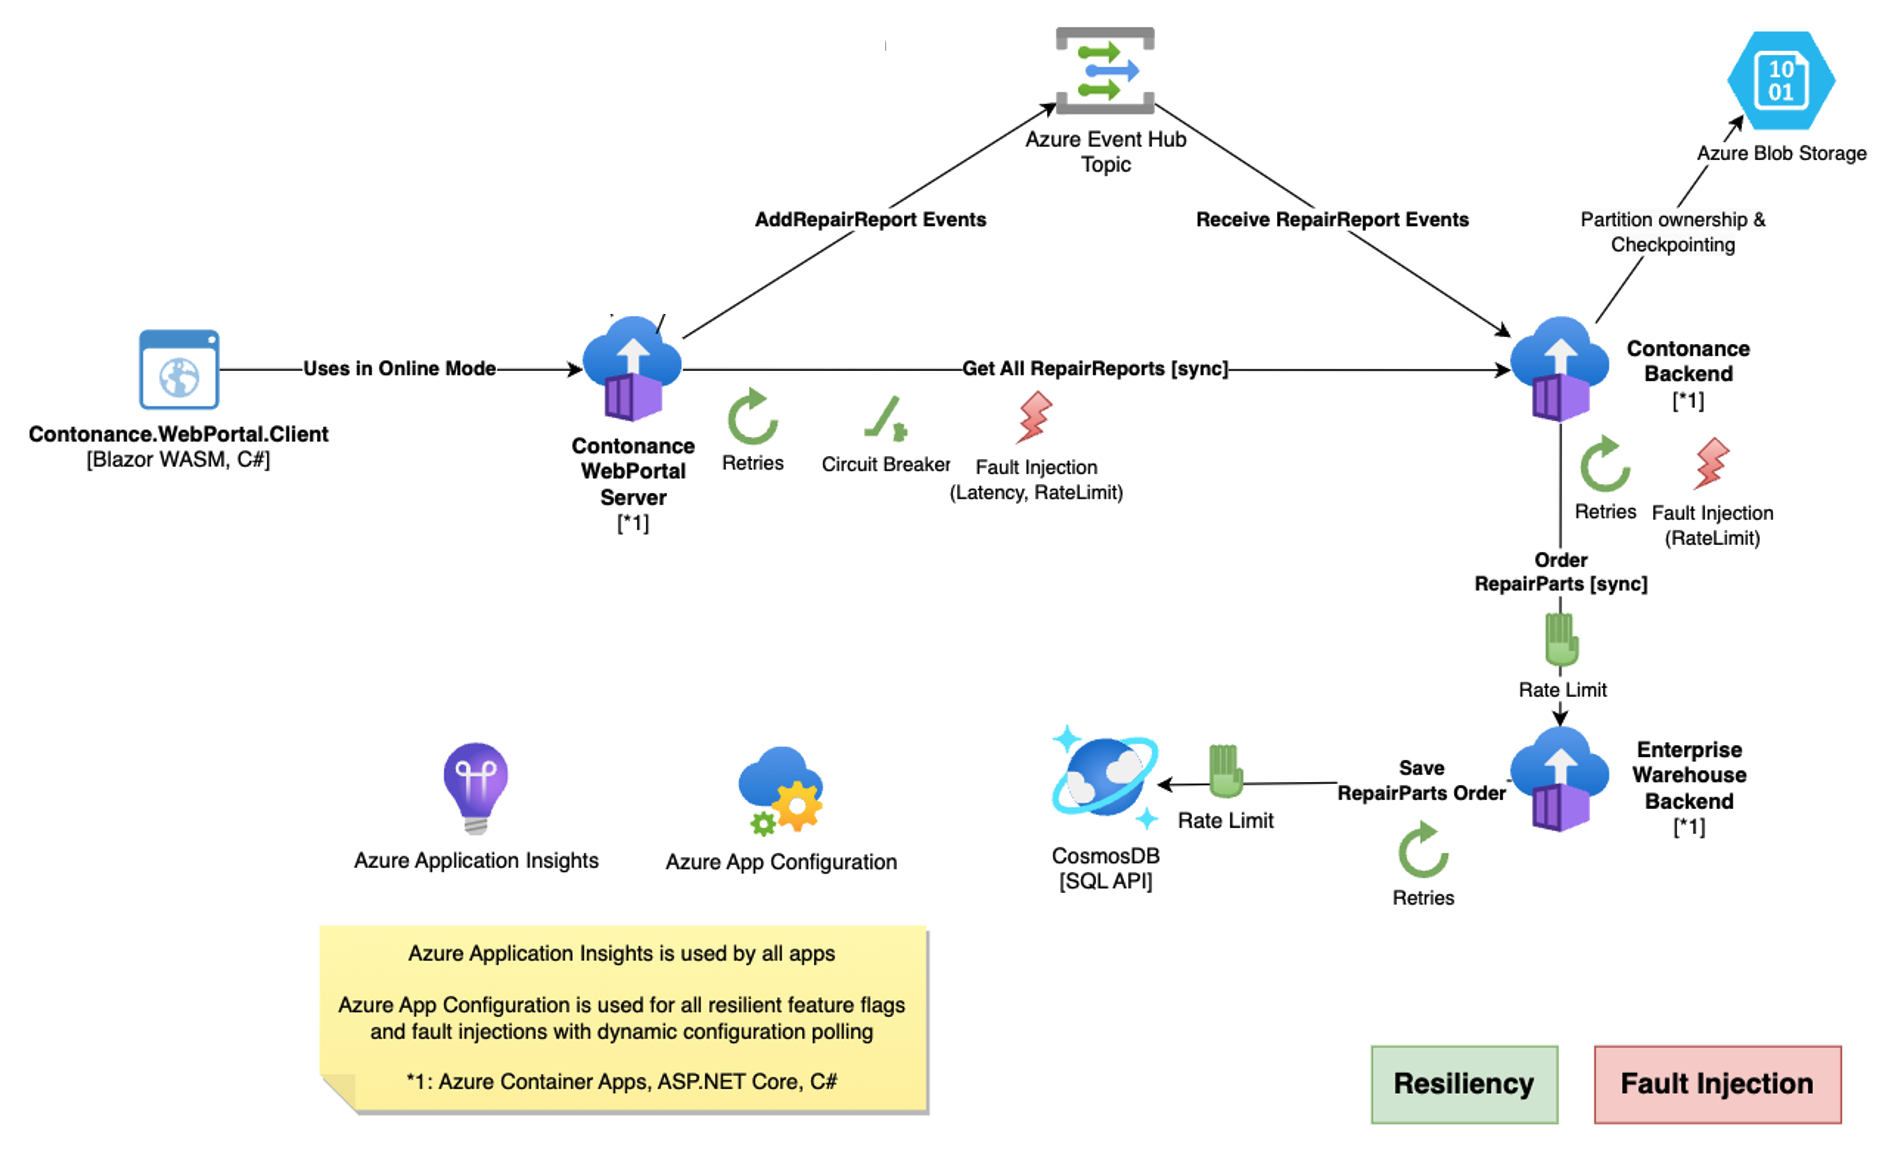 10
01
Azure Event Hub
Topic
Azure Blob Storage
AddRepairReport Events
Receive RepairReport Events
Partition ownership &
Checkpointing
Uses in Online Mode
Get All RepairReports [sync]
Contonance
Backend
[*1]
Contonance.WebPortal.Client
[Blazor WASM, C#]
Contonance
WebPortal
Server
[*1]
Retries
Circuit Breaker
Fault Injection
(Latency, RateLimit)
Retries
Fault Injection
(RateLimit)
Order
RepairParts [sync]
Rate Limit
Save
RepairParts Order
Enterprise
Warehouse
Backend
[*1]
Rate Limit
Retries
CosmosDB
[SQL API]
Azure Application Insights
Azure App Configuration
Azure Application Insights is used by all apps
Azure App Configuration is used for all resilient feature flags
and fault injections with dynamic configuration polling
*1: Azure Container Apps, ASP.NET Core, C#
Resiliency
Fault Injection